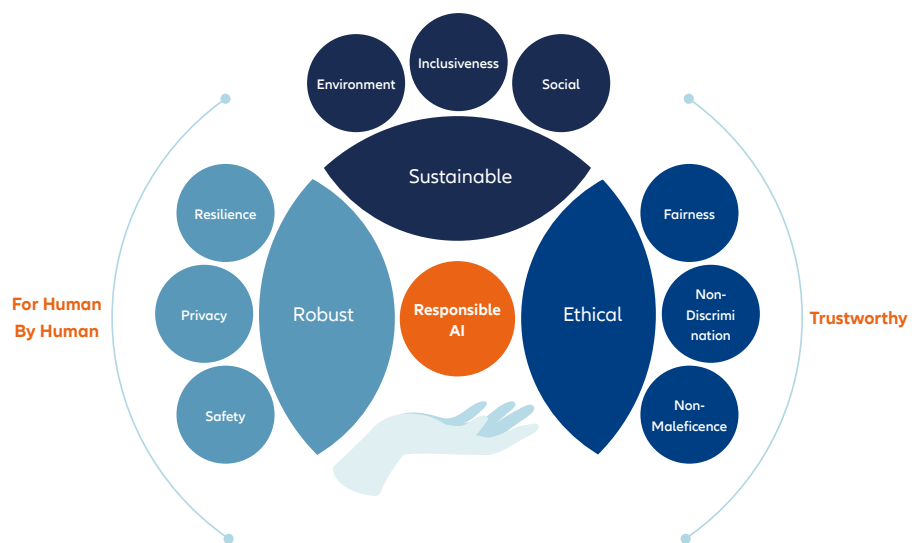 Inclusiveness
Environment
Social
Sustainable
Resilience
Fairness
For Human
By Human
Privacy
Robust
Responsible
AI
Ethical
Non-
Discrimi
nation
Trustworthy
Safety
Non-
Maleficence